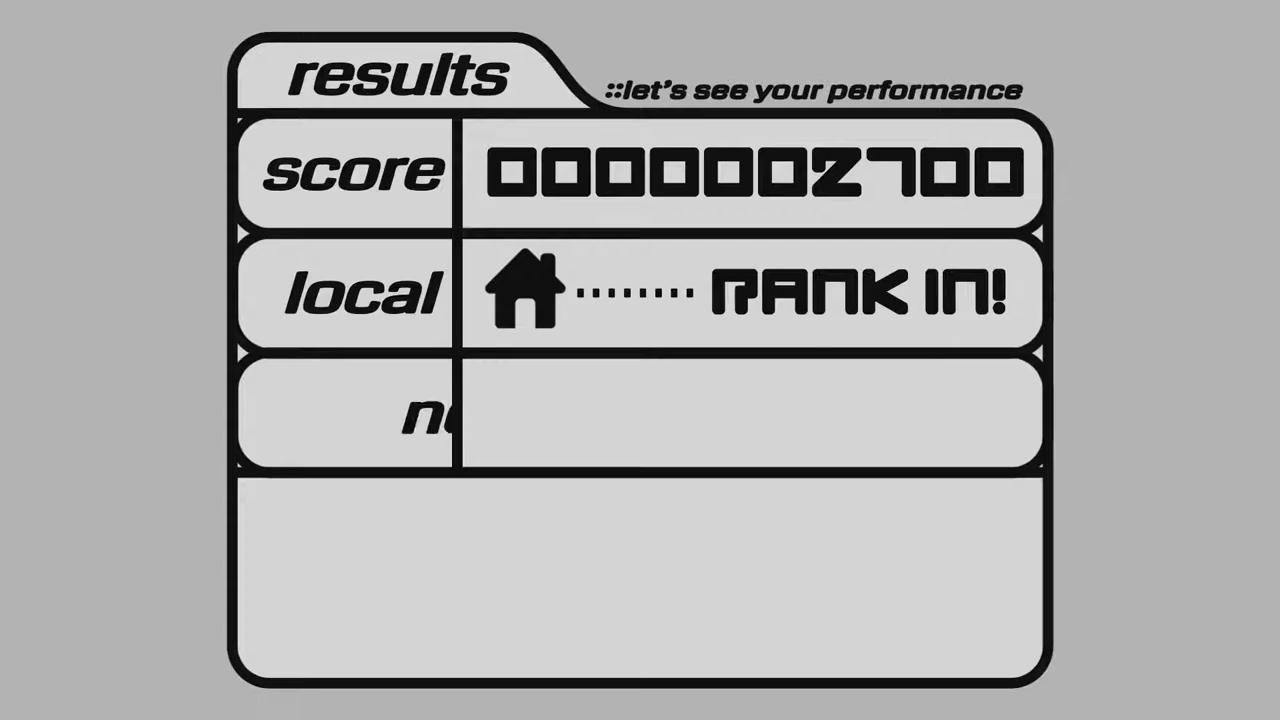 results
::let's see your performance
score 0000002700
local RANK IN!